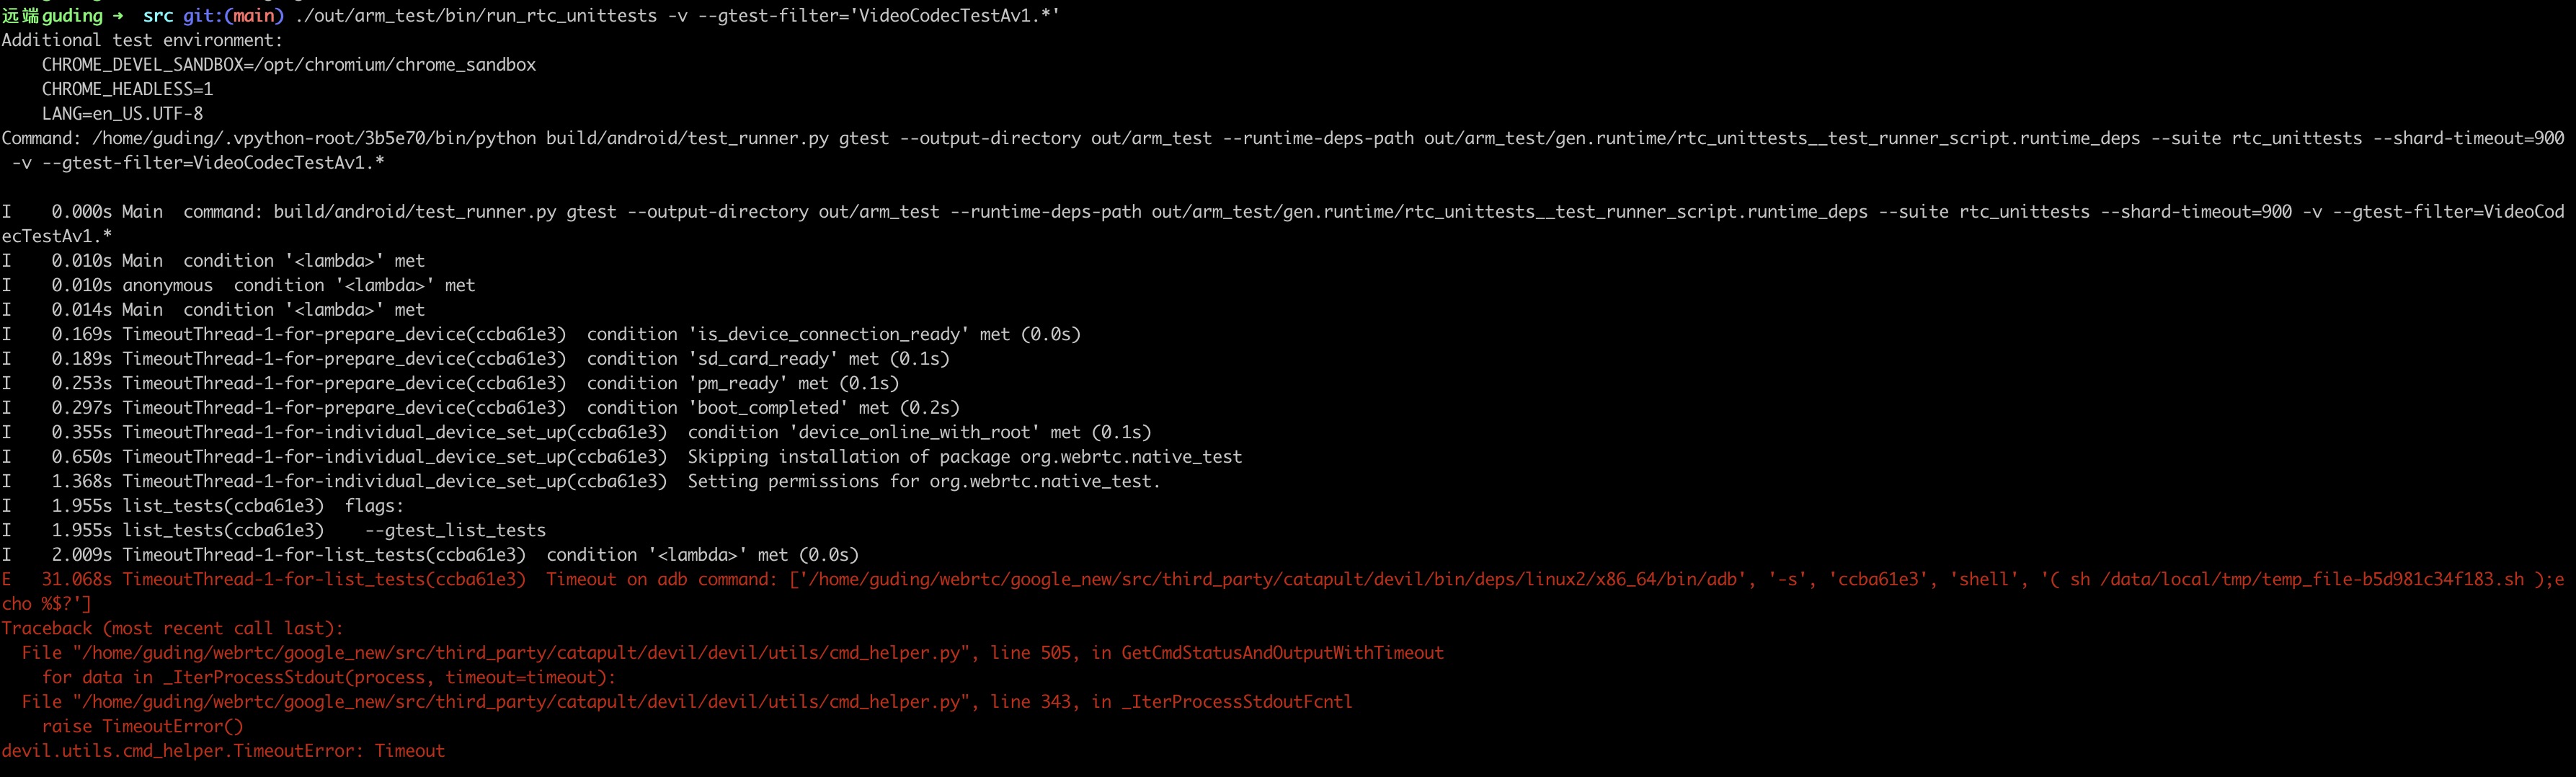 远端guding ➜  src git:(main) ./out/arm_test/bin/run_rtc_unittests -v --gtest-filter='VideoCodecTestAv1.*'
Additional test environment:
    CHROME_DEVEL_SANDBOX=/opt/chromium/chrome_sandbox
    CHROME_HEADLESS=1
    LANG=en_US.UTF-8
Command: /home/guding/.vpython-root/3b5e70/bin/python build/android/test_runner.py gtest --output-directory out/arm_test --runtime-deps-path out/arm_test/gen.runtime/rtc_unittests__test_runner_script.runtime_deps --suite rtc_unittests --shard-timeout=900
 -v --gtest-filter=VideoCodecTestAv1.*
I    0.000s Main  command: build/android/test_runner.py gtest --output-directory out/arm_test --runtime-deps-path out/arm_test/gen.runtime/rtc_unittests__test_runner_script.runtime_deps --suite rtc_unittests --shard-timeout=900 -v --gtest-filter=VideoCod
ecTestAv1.*
I    0.010s Main  condition '<lambda>' met
I    0.010s anonymous  condition '<lambda>' met
I    0.014s Main  condition '<lambda>' met
I    0.169s TimeoutThread-1-for-prepare_device(ccba61e3)  condition 'is_device_connection_ready' met (0.0s)
I    0.189s TimeoutThread-1-for-prepare_device(ccba61e3)  condition 'sd_card_ready' met (0.1s)
I    0.253s TimeoutThread-1-for-prepare_device(ccba61e3)  condition 'pm_ready' met (0.1s)
I    0.297s TimeoutThread-1-for-prepare_device(ccba61e3)  condition 'boot_completed' met (0.2s)
I    0.355s TimeoutThread-1-for-individual_device_set_up(ccba61e3)  condition 'device_online_with_root' met (0.1s)
I    0.650s TimeoutThread-1-for-individual_device_set_up(ccba61e3)  Skipping installation of package org.webrtc.native_test
I    1.368s TimeoutThread-1-for-individual_device_set_up(ccba61e3)  Setting permissions for org.webrtc.native_test.
I    1.955s list_tests(ccba61e3)  flags:
I    1.955s list_tests(ccba61e3)    --gtest_list_tests
I    2.009s TimeoutThread-1-for-list_tests(ccba61e3)  condition '<lambda>' met (0.0s)
E   31.068s TimeoutThread-1-for-list_tests(ccba61e3)  Timeout on adb command: ['/home/guding/webrtc/google_new/src/third_party/catapult/devil/bin/deps/linux2/x86_64/bin/adb', '-s', 'ccba61e3', 'shell', '( sh /data/local/tmp/temp_file-b5d981c34f183.sh );e
cho %$?']
Traceback (most recent call last):
  File "/home/guding/webrtc/google_new/src/third_party/catapult/devil/devil/utils/cmd_helper.py", line 505, in GetCmdStatusAndOutputWithTimeout
    for data in _IterProcessStdout(process, timeout=timeout):
  File "/home/guding/webrtc/google_new/src/third_party/catapult/devil/devil/utils/cmd_helper.py", line 343, in _IterProcessStdoutFcntl
    raise TimeoutError()
devil.utils.cmd_helper.TimeoutError: Timeout